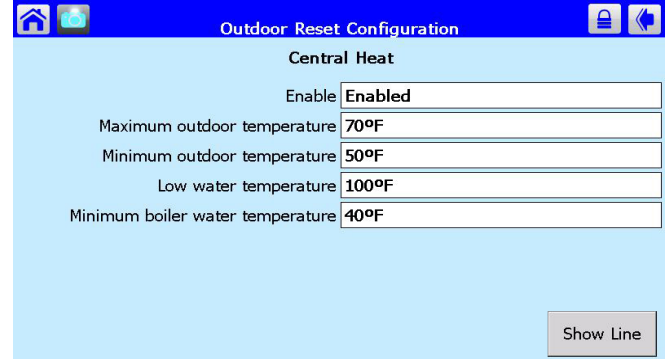 Outdoor Reset Configuration
Central Heat
Enable Enabled
Maximum outdoor temperature 70ºF
Minimum outdoor temperature 50ºF
Low water temperature 100ºF
Minimum boiler water temperature 40ºF
Show Line